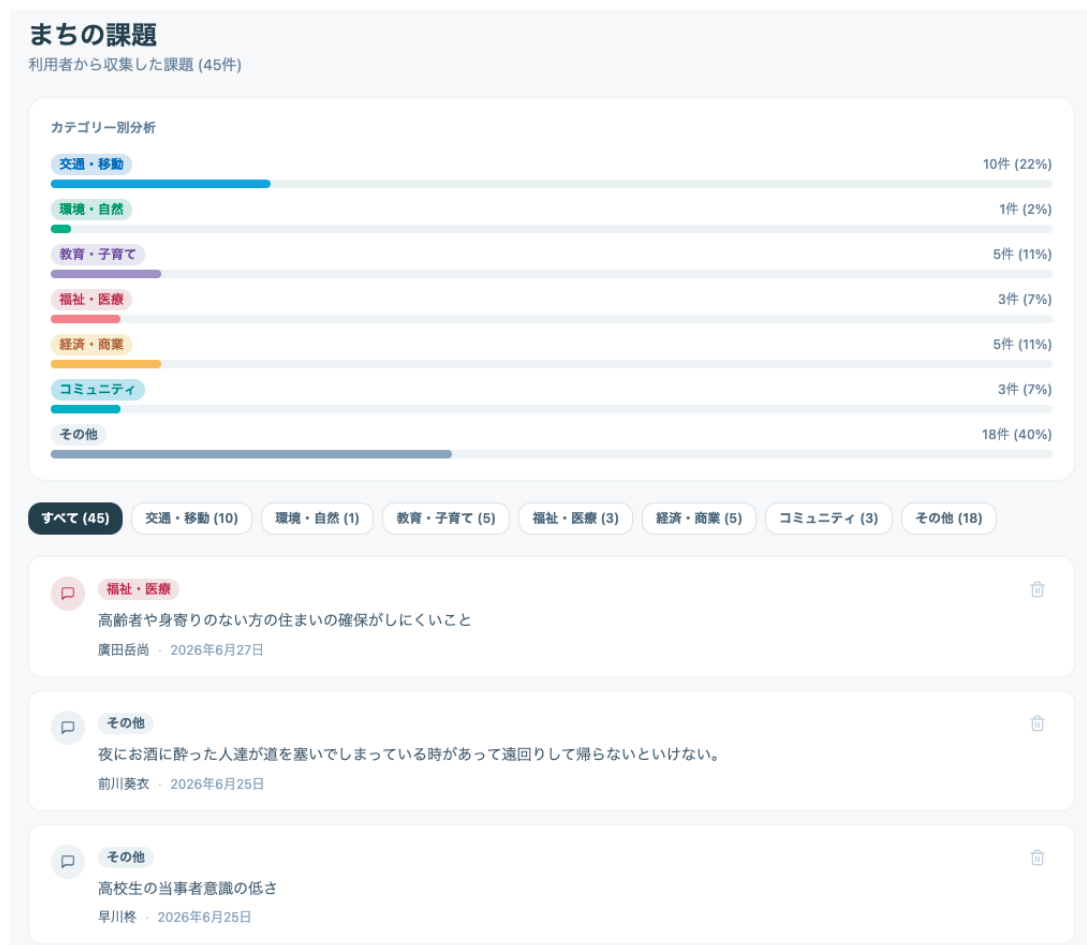 まちの課題
利用者から収集した課題 (45件)
カテゴリー別分析
交通・移動 10件 (22%)
環境・自然 1件 (2%)
教育・子育て 5件 (11%)
福祉・医療 3件 (7%)
経済・商業 5件 (11%)
コミュニティ 3件 (7%)
その他 18件 (40%)
すべて (45) 交通・移動 (10) 環境・自然 (1) 教育・子育て (5) 福祉・医療 (3) 経済・商業 (5) コミュニティ (3) その他 (18)
福祉・医療
高齢者や身寄りのない方の住まいの確保がしにくいこと
廣田岳尚 · 2026年6月27日
その他
夜にお酒に酔った人達が道を塞いでしまっている時があって遠回りして帰らないといけない。
前川葵衣 · 2026年6月25日
その他
高校生の当事者意識の低さ
早川柊 · 2026年6月25日